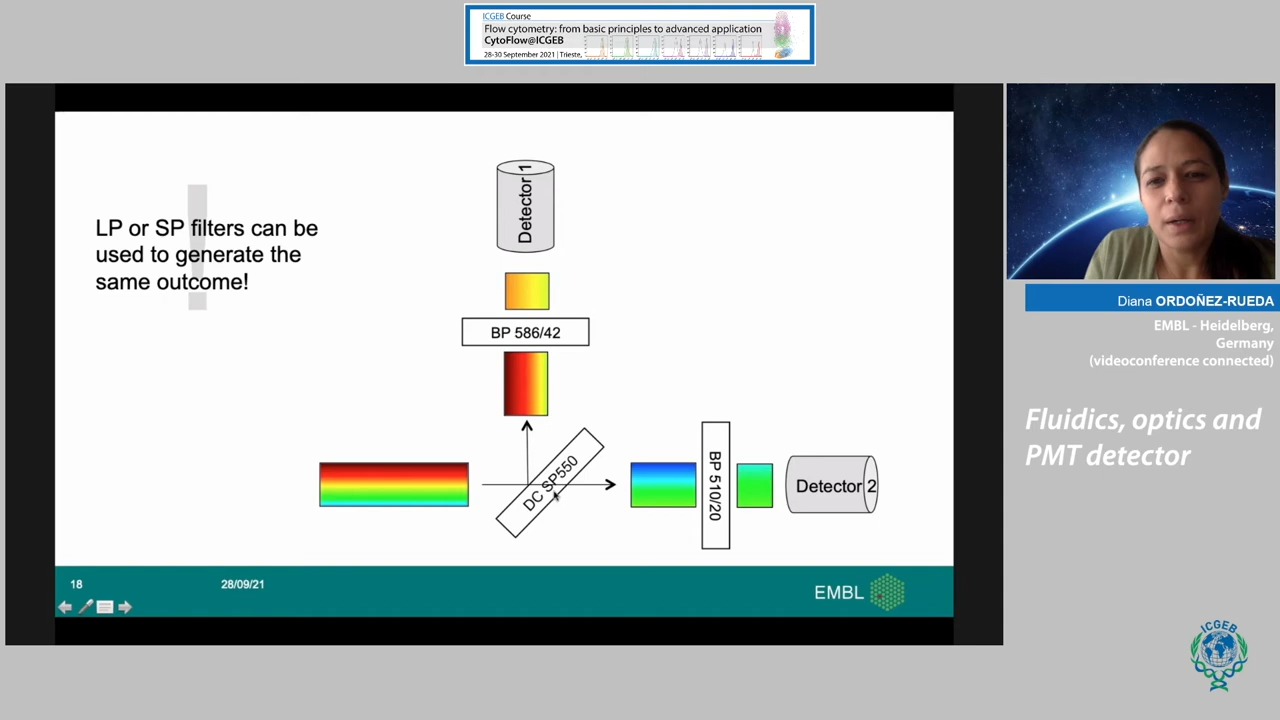 ICGEB Course
Flow cytometry: from basic principles to advanced application
CytoFlow@ICGEB
28-30 September 2021 | Trieste,
LP or SP filters can be
used to generate the
same outcome!
!
Detector 1
BP 586/42
DC SP550
BP 510/20
Detector 2
18
28/09/21
EMBL
Diana ORDOÑEZ-RUEDA
EMBL - Heidelberg,
Germany
(videoconference connected)
Fluidics, optics and
PMT detector
ICGEB